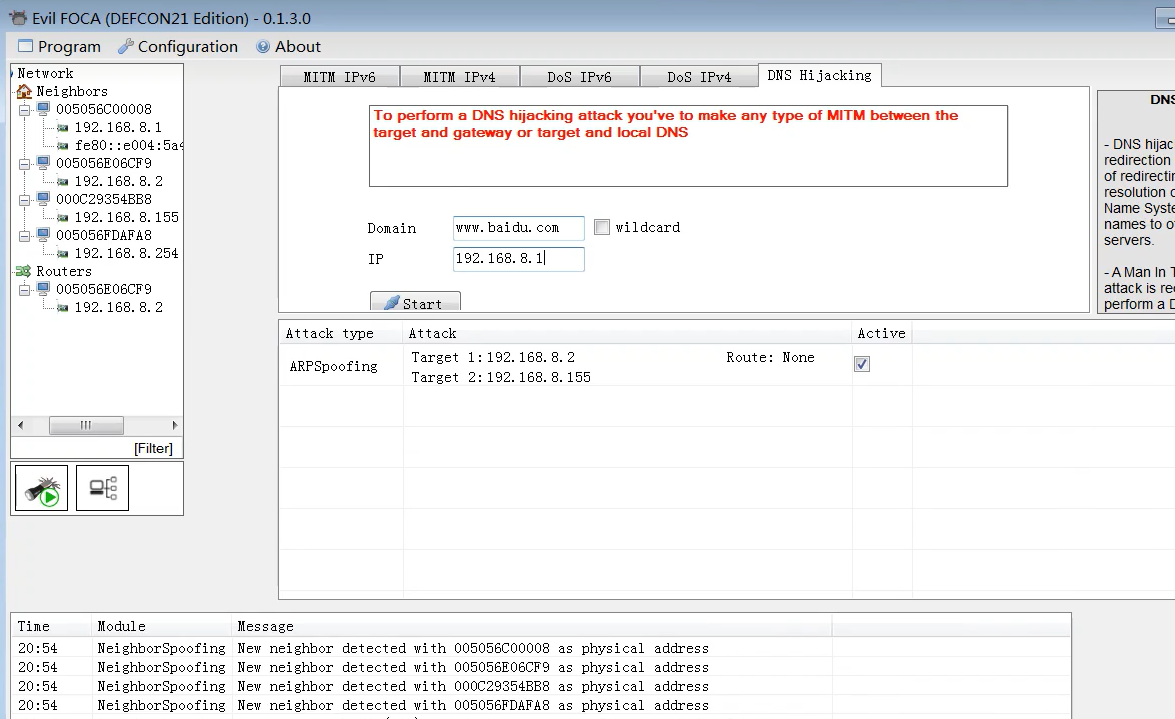 Evil FOCA (DEFCON21 Edition) - 0.1.3.0
Program Configuration About
Network
Neighbors
005056C00008
192.168.8.1
fe80::e004:5a
005056E06CF9
192.168.8.2
000C29354BB8
192.168.8.155
005056FDAFA8
192.168.8.254
Routers
005056E06CF9
192.168.8.2
[Filter]
MITM IPv6 MITM IPv4 DoS IPv6 DoS IPv4 DNS Hijacking
To perform a DNS hijacking attack you've to make any type of MITM between the
target and gateway or target and local DNS
Domain www.baidu.com wildcard
IP 192.168.8.1
Start
DNS
- DNS hijac
redirection
of redirectin
resolution o
Name Syste
names to o
servers.
- A Man In T
attack is re
perform a D
Attack type Attack Active
ARPSpoofing
Target 1:192.168.8.2 Route: None
Target 2:192.168.8.155
Time Module Message
20:54 NeighborSpoofing New neighbor detected with 005056C00008 as physical address
20:54 NeighborSpoofing New neighbor detected with 005056E06CF9 as physical address
20:54 NeighborSpoofing New neighbor detected with 000C29354BB8 as physical address
20:54 NeighborSpoofing New neighbor detected with 005056FDAFA8 as physical address